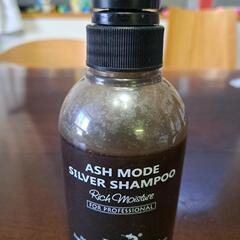 ASH MODE
SILVER SHAMPOO
Rich Moisture
FOR PROFESSIONAL